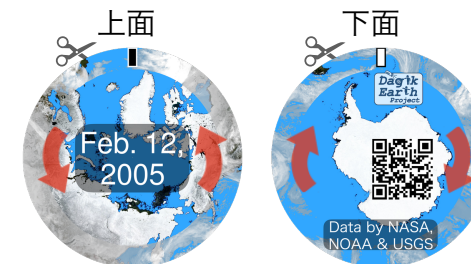 上面
下面
Feb. 12,
2005
Dagik
Earth
Project
Data by NASA,
NOAA & USGS